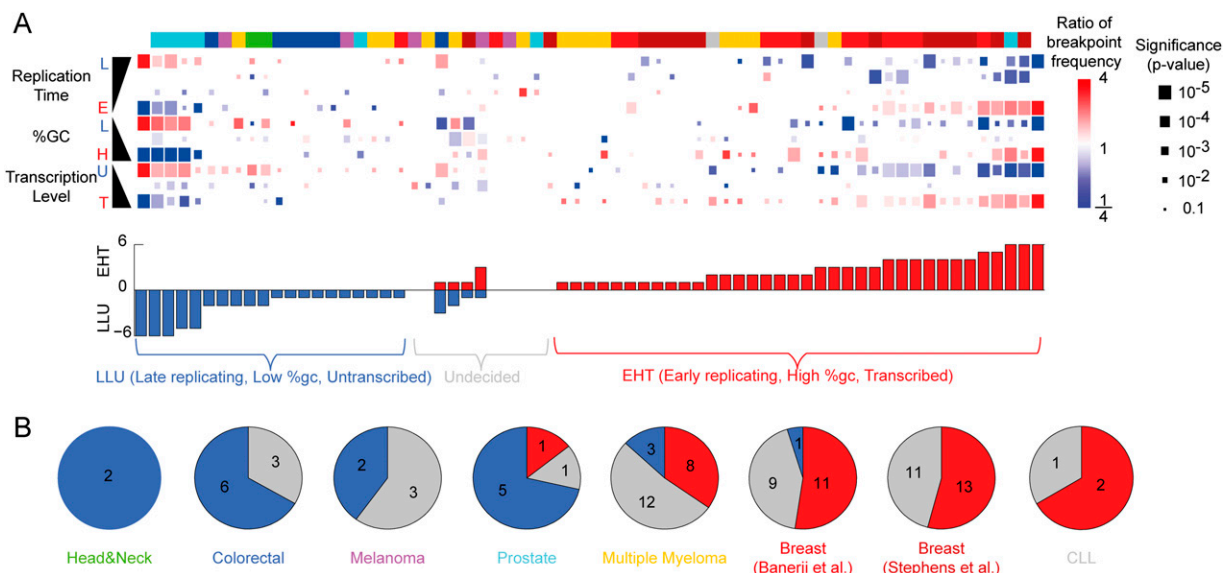 A
Ratio of
breakpoint
frequency
4
1
1
4
Significance
(p-value)
10-5
10-4
10-3
10-2
0.1
Replication
Time
L
E
%GC
L
H
Transcription
Level
U
T
EHT
LLU
6
0
−6
LLU (Late replicating, Low %gc, Untranscribed)
Undecided
EHT (Early replicating, High %gc, Transcribed)
B
2
3
6
2
3
1
1
5
3
8
12
1
9
11
11
13
1
2
Head&Neck
Colorectal
Melanoma
Prostate
Multiple Myeloma
Breast
(Banerii et al.)
Breast
(Stephens et al.)
CLL